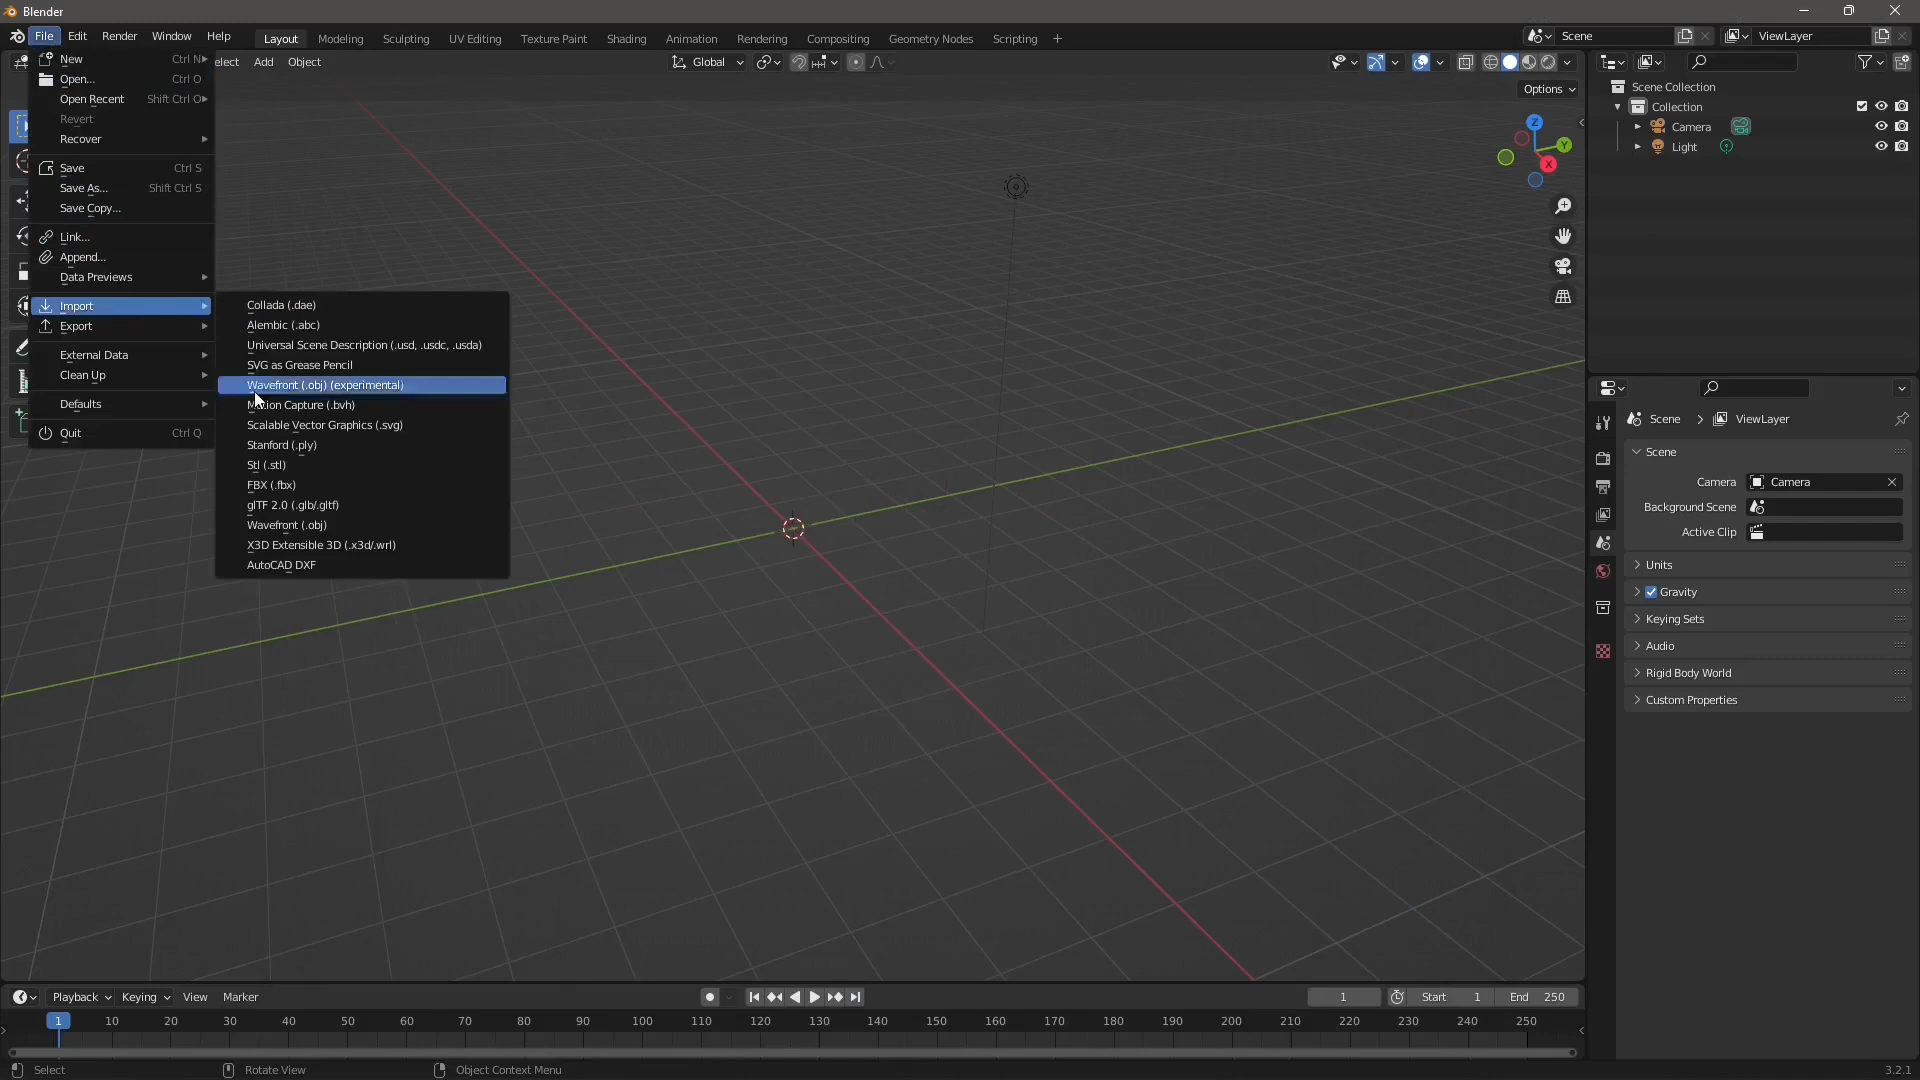 Blender
File Edit Render Window Help Layout Modeling Sculpting UV Editing Texture Paint Shading Animation Rendering Compositing Geometry Nodes Scripting + Scene ViewLayer
elect Add Object Global
Options
New Ctrl N
Open... Ctrl O
Open Recent Shift Ctrl O
Revert
Recover
Save Ctrl S
Save As... Shift Ctrl S
Save Copy...
Link...
Append...
Data Previews
Import
Export
External Data
Clean Up
Defaults
Quit Ctrl Q
Collada (.dae)
Alembic (.abc)
Universal Scene Description (.usd, .usdc, .usda)
SVG as Grease Pencil
Wavefront (.obj) (experimental)
Motion Capture (.bvh)
Scalable Vector Graphics (.svg)
Stanford (.ply)
Stl (.stl)
FBX (.fbx)
glTF 2.0 (.glb/.gltf)
Wavefront (.obj)
X3D Extensible 3D (.x3d/.wrl)
AutoCAD DXF
Z
Y
X
Scene Collection
Collection
Camera
Light
Scene > ViewLayer
Scene
Camera Camera
Background Scene
Active Clip
Units
Gravity
Keying Sets
Audio
Rigid Body World
Custom Properties
Playback Keying View Marker 1 Start 1 End 250
1 10 20 30 40 50 60 70 80 90 100 110 120 130 140 150 160 170 180 190 200 210 220 230 240 250
Select Rotate View Object Context Menu 3.2.1